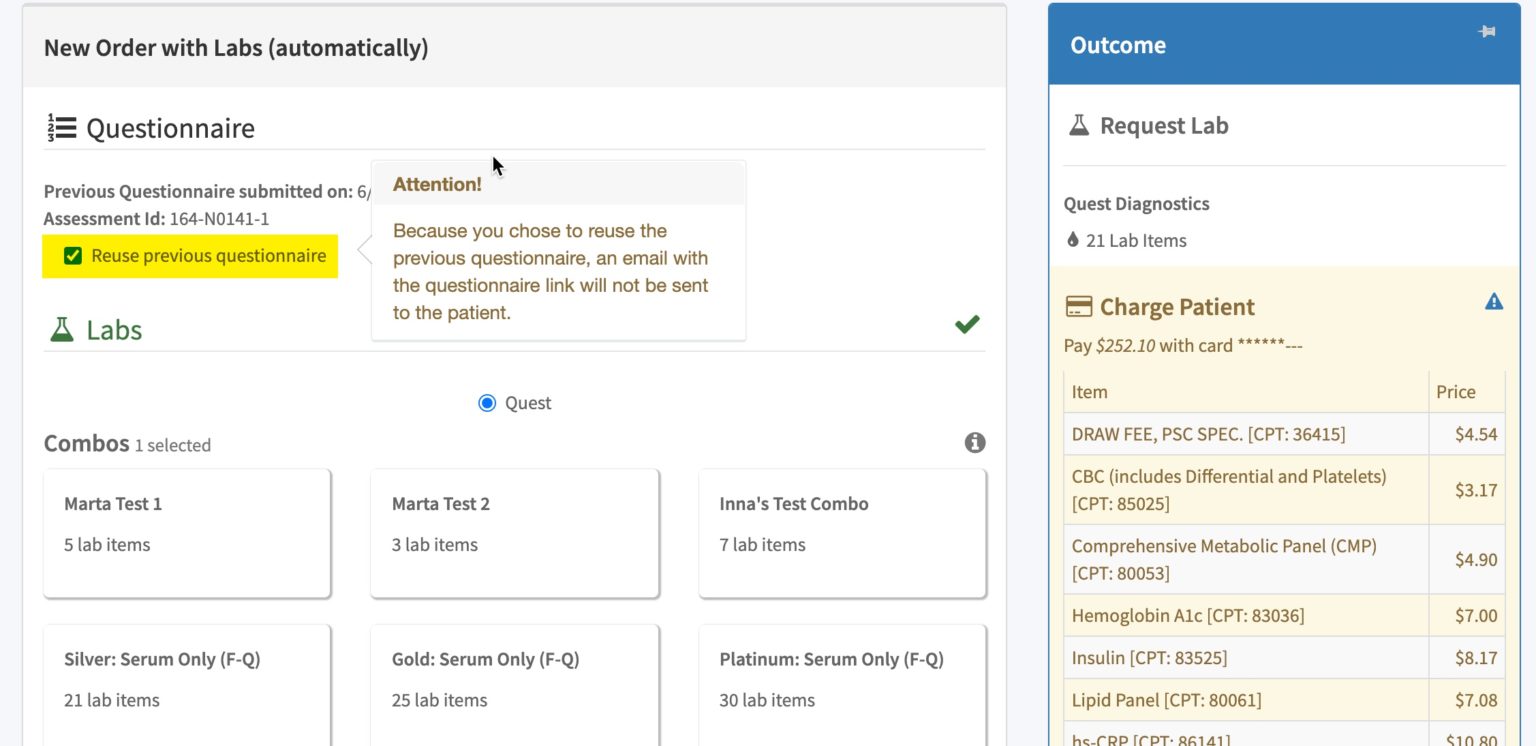 New Order with Labs (automatically)
Questionnaire
Previous Questionnaire submitted on: 6/
Assessment Id: 164-N0141-1
Reuse previous questionnaire
Attention!
Because you chose to reuse the
previous questionnaire, an email with
the questionnaire link will not be sent
to the patient.
Labs
Quest
Combos 1 selected
Marta Test 1
5 lab items
Marta Test 2
3 lab items
Inna's Test Combo
7 lab items
Silver: Serum Only (F-Q)
21 lab items
Gold: Serum Only (F-Q)
25 lab items
Platinum: Serum Only (F-Q)
30 lab items
Outcome
Request Lab
Quest Diagnostics
21 Lab Items
Charge Patient
Pay $252.10 with card ******---
Item Price
DRAW FEE, PSC SPEC. [CPT: 36415] $4.54
CBC (includes Differential and Platelets)
[CPT: 85025] $3.17
Comprehensive Metabolic Panel (CMP)
[CPT: 80053] $4.90
Hemoglobin A1c [CPT: 83036] $7.00
Insulin [CPT: 83525] $8.17
Lipid Panel [CPT: 80061] $7.08
hs-CRP [CPT: 86141] $10.80